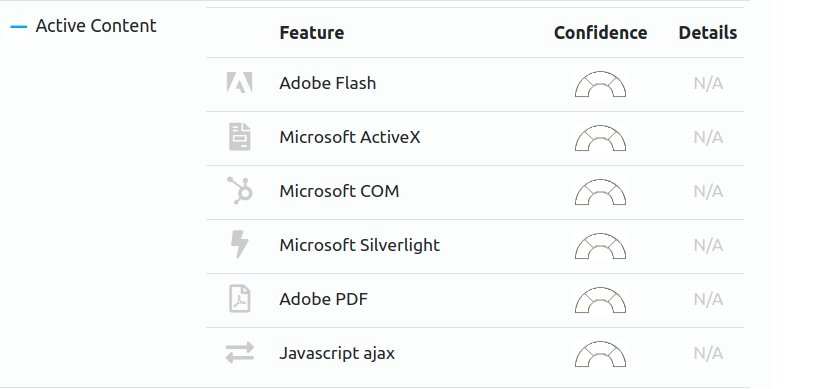 Active Content
Feature Confidence Details
Adobe Flash N/A
Microsoft ActiveX N/A
Microsoft COM N/A
Microsoft Silverlight N/A
Adobe PDF N/A
Javascript ajax N/A